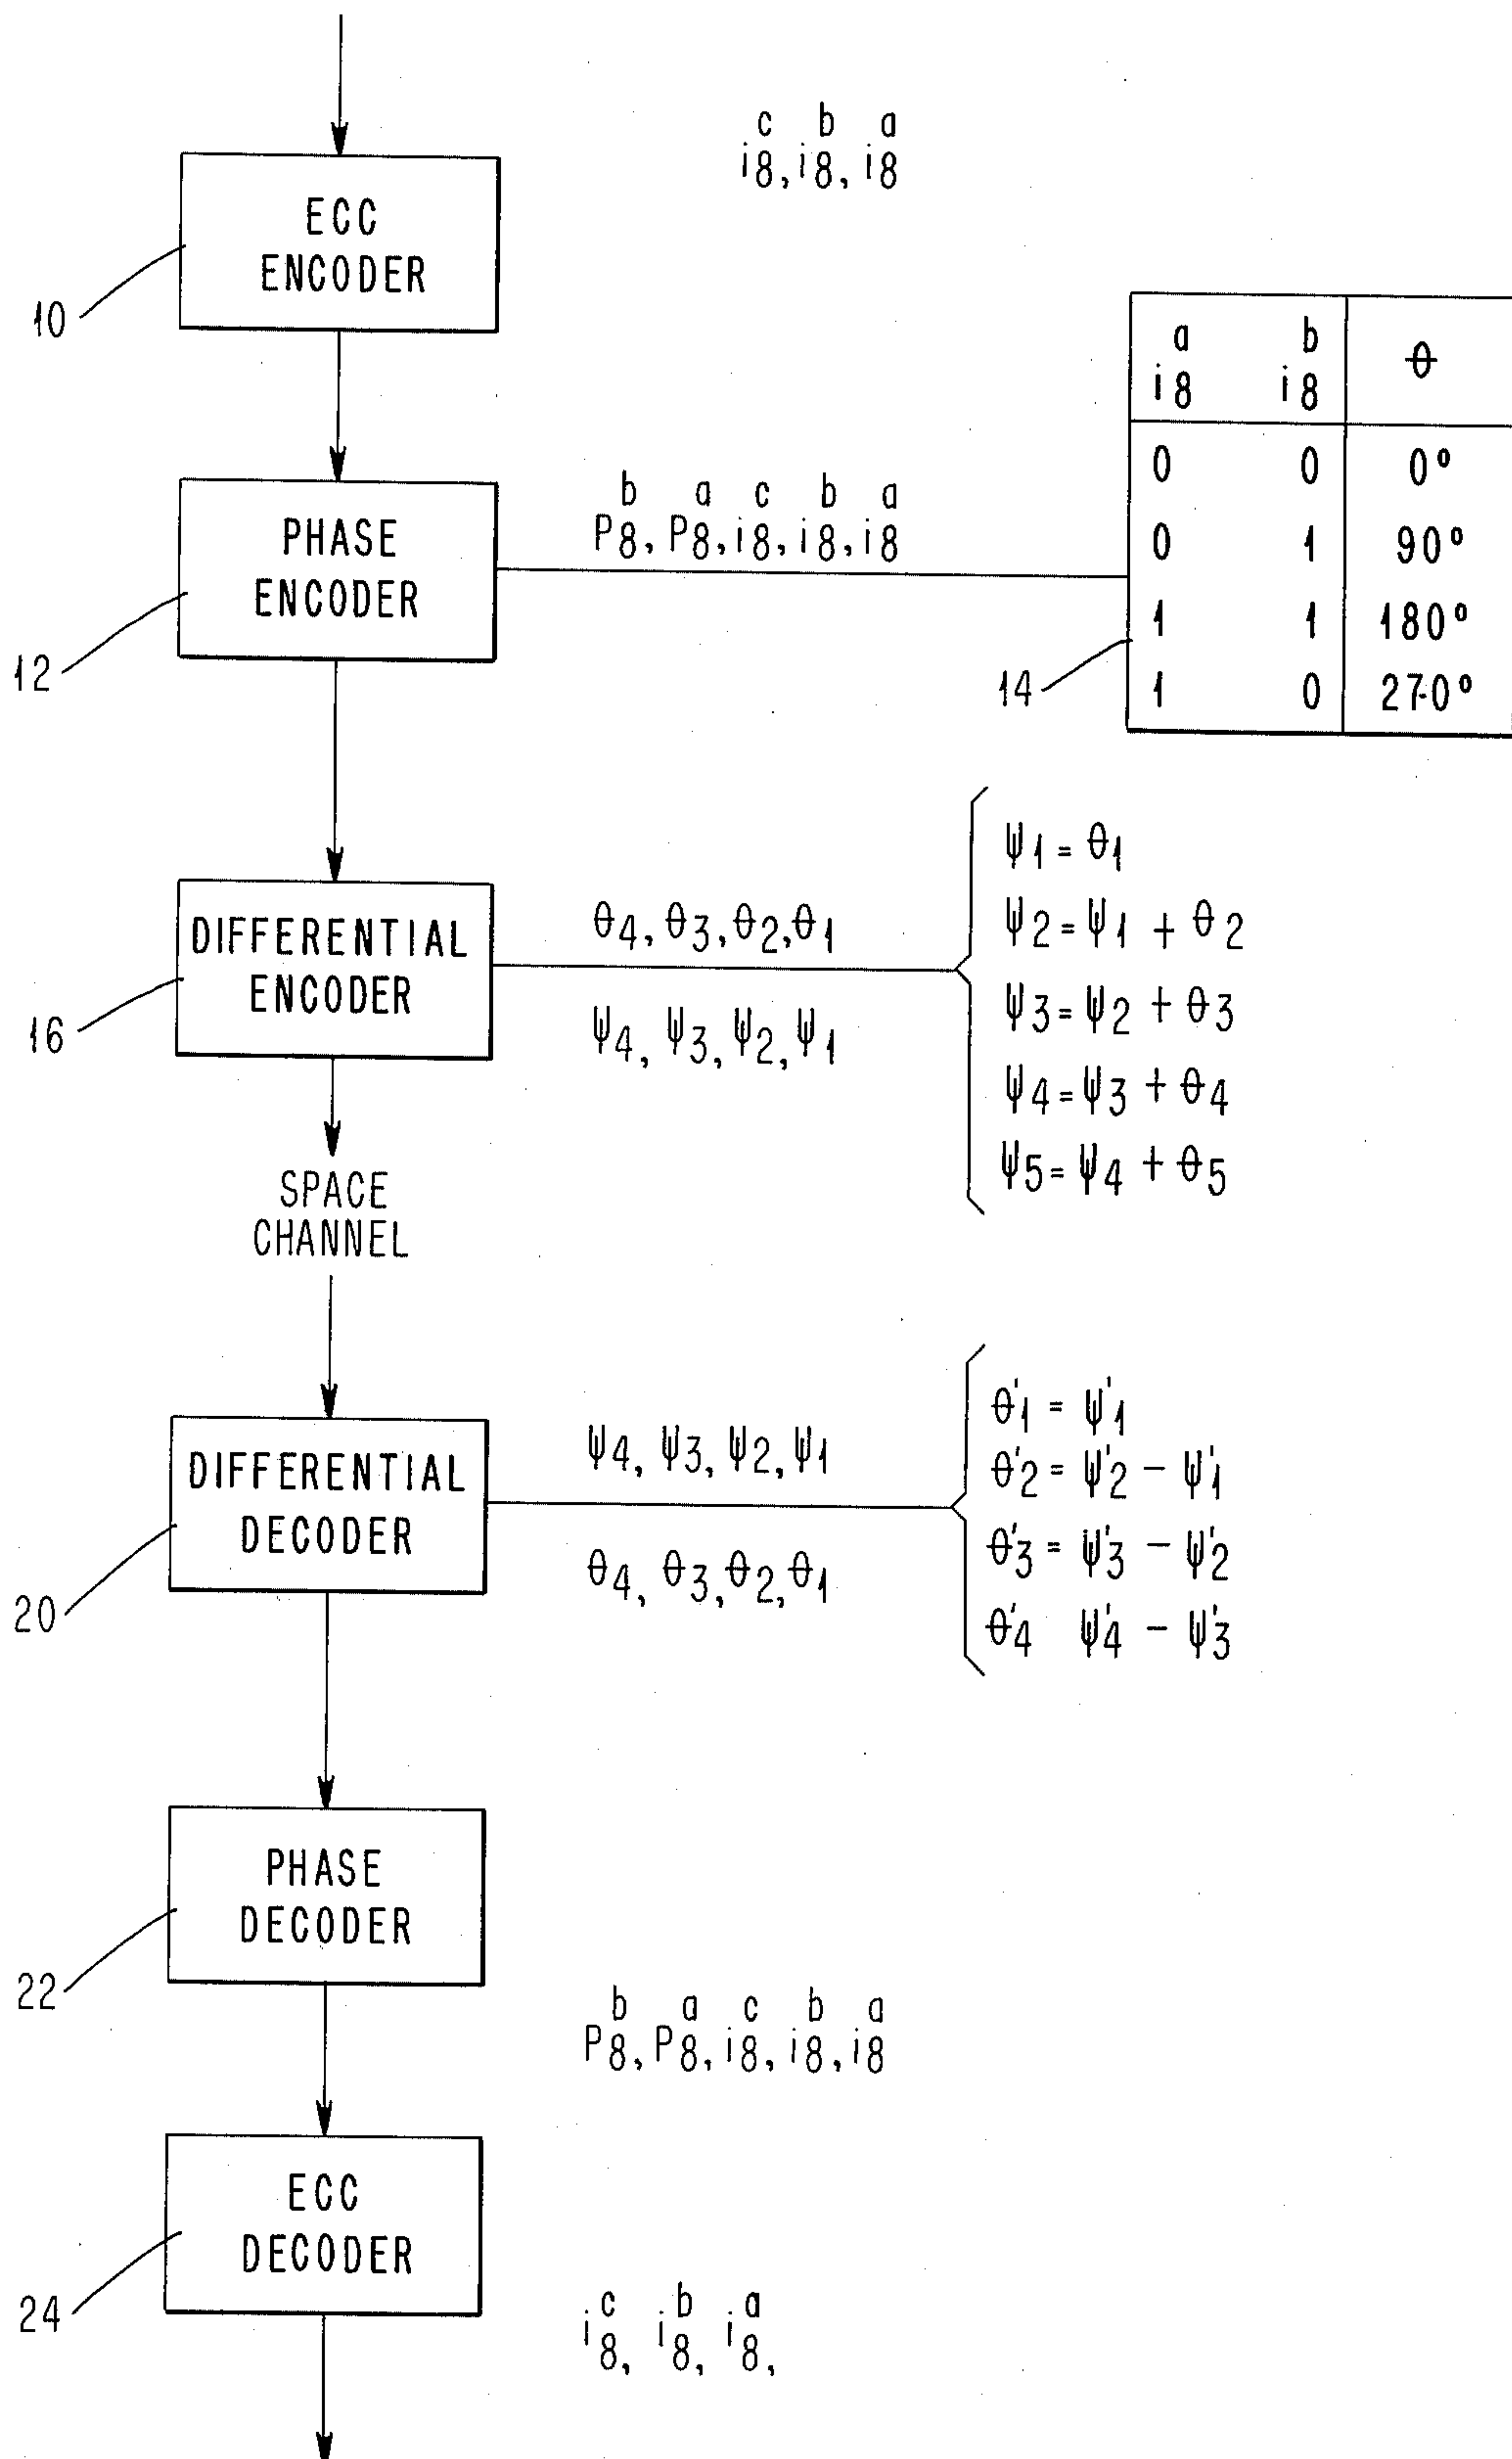 c b a
i8, i8, i8
ECC
ENCODER
10
a b θ
i8 i8
0 0 0°
0 1 90°
1 1 180°
1 0 270°
14
b a c b a
P8, P8, i8, i8, i8
PHASE
ENCODER
12
DIFFERENTIAL
ENCODER
16
θ4, θ3, θ2, θ1
ψ4, ψ3, ψ2, ψ1
ψ1 = θ1
ψ2 = ψ1 + θ2
ψ3 = ψ2 + θ3
ψ4 = ψ3 + θ4
ψ5 = ψ4 + θ5
SPACE
CHANNEL
DIFFERENTIAL
DECODER
20
ψ4, ψ3, ψ2, ψ1
θ4, θ3, θ2, θ1
θ'1 = ψ'1
θ'2 = ψ'2 - ψ'1
θ'3 = ψ'3 - ψ'2
θ'4 ψ'4 - ψ'3
PHASE
DECODER
22
b a c b a
P8, P8, i8, i8, i8
ECC
DECODER
24
c b a
i8, i8, i8,